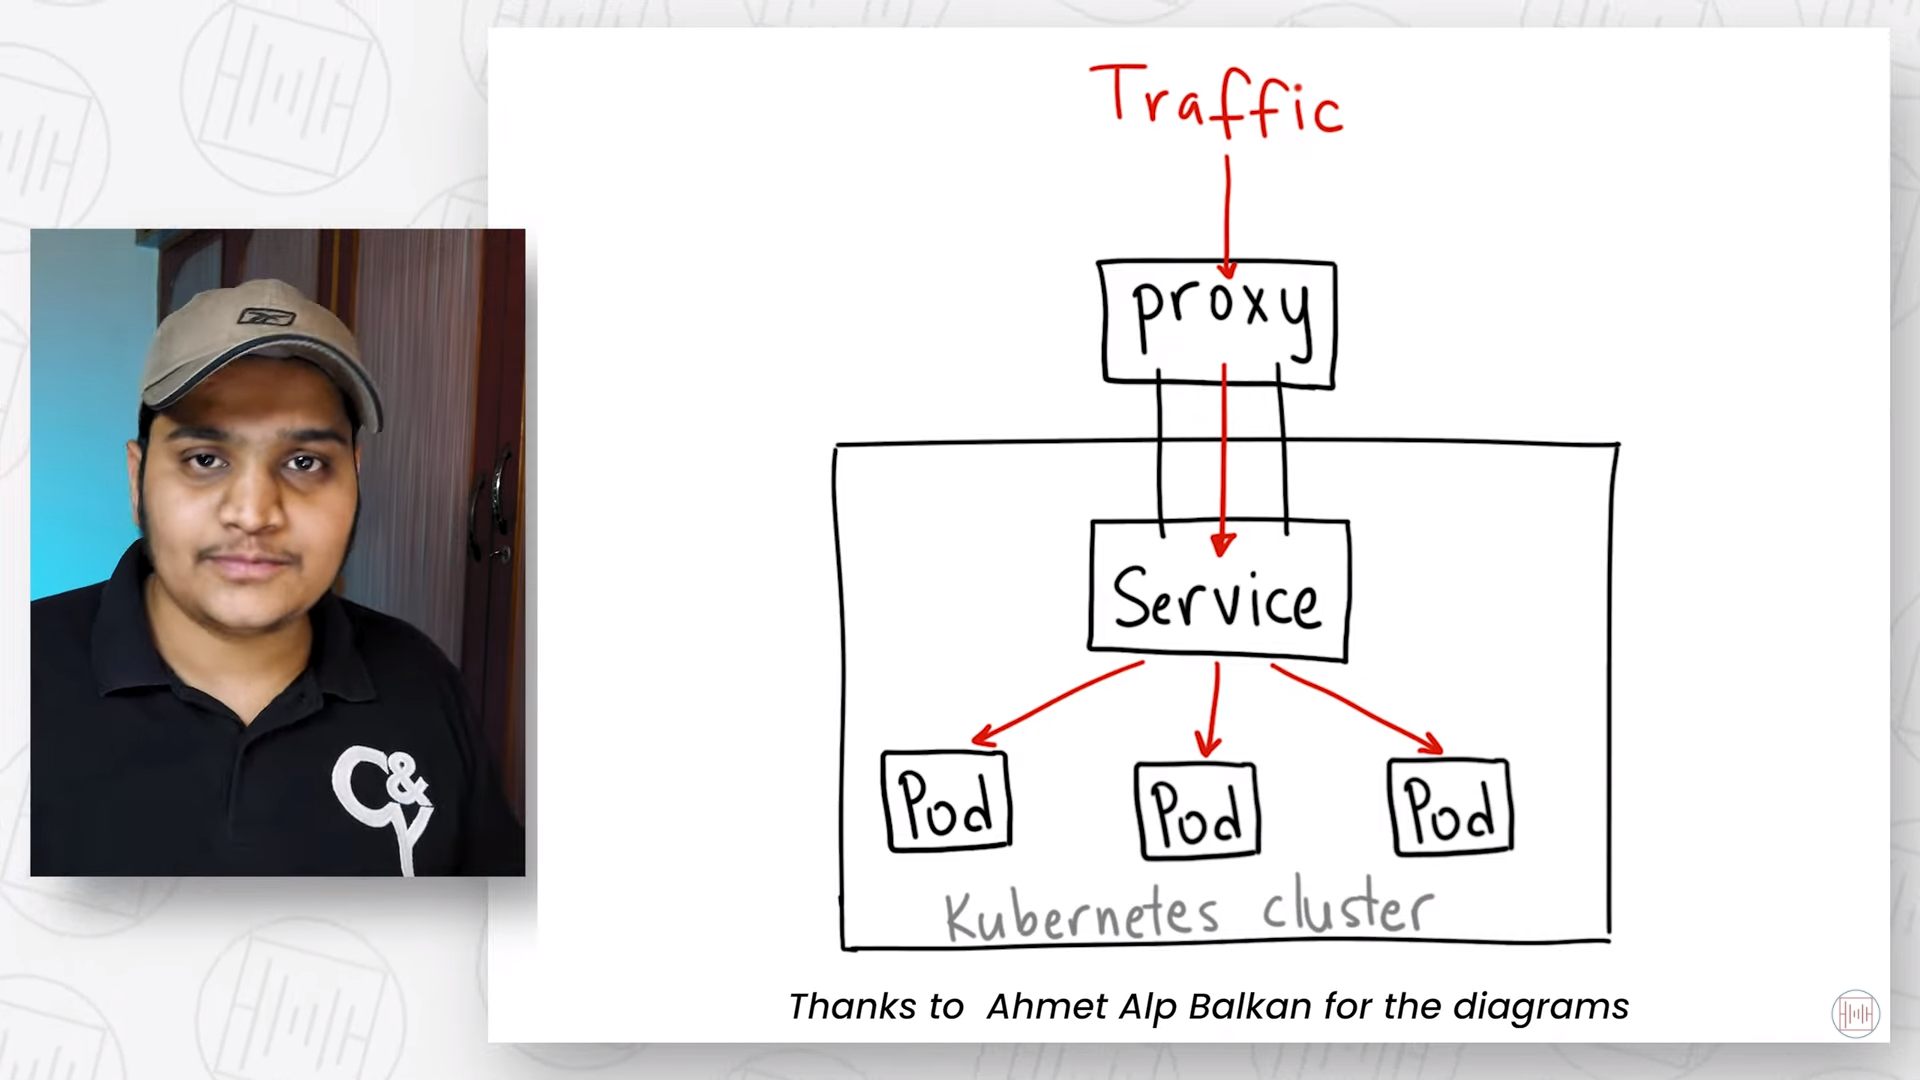 Traffic
proxy
Service
Pod Pod Pod
Kubernetes cluster
Thanks to Ahmet Alp Balkan for the diagrams
C&Y